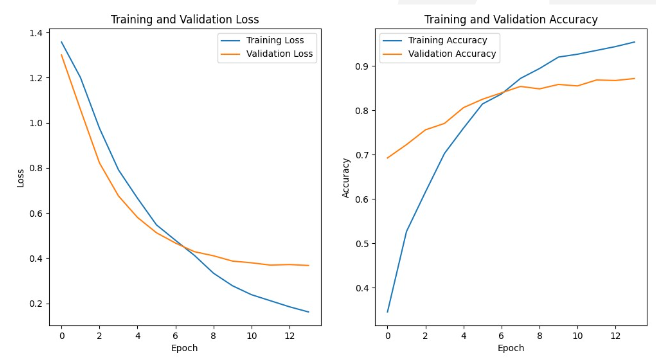 Training and Validation Loss
Training Loss
Validation Loss
1.4
1.2
1.0
0.8
0.6
0.4
0.2
Loss
0 2 4 6 8 10 12
Epoch
Training and Validation Accuracy
Training Accuracy
Validation Accuracy
0.9
0.8
0.7
0.6
0.5
0.4
Accuracy
0 2 4 6 8 10 12
Epoch